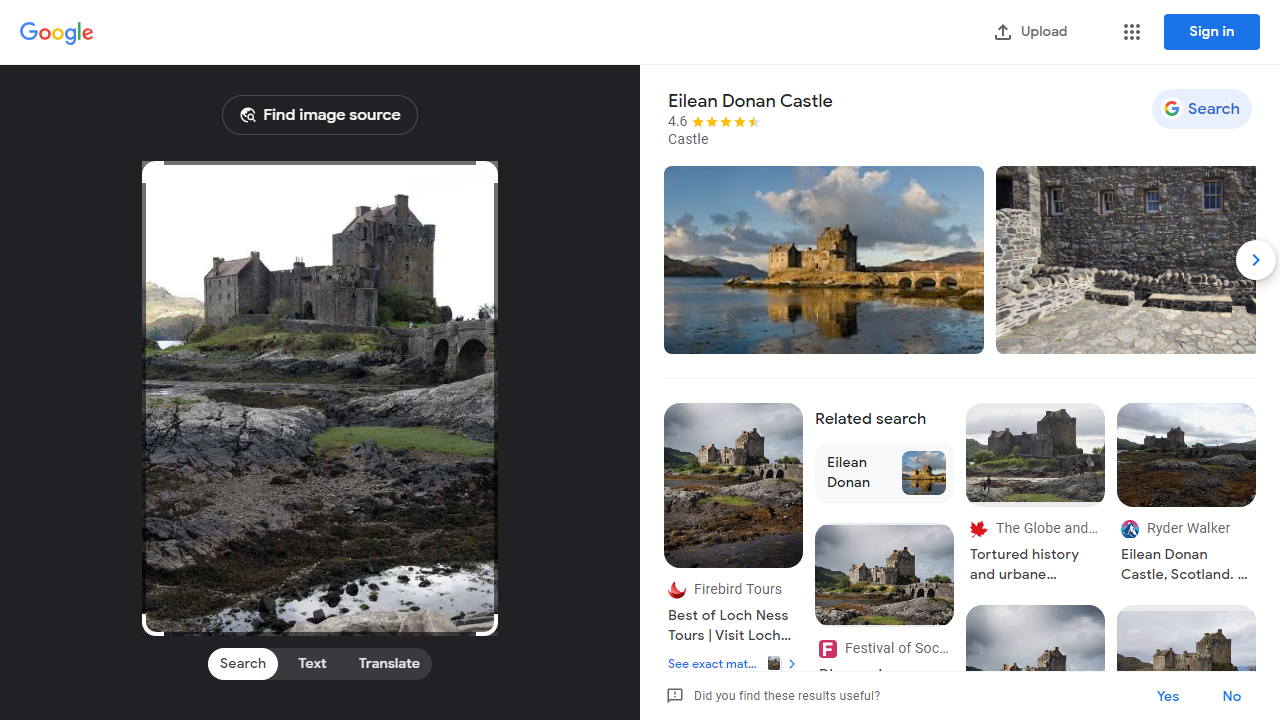 Google
Upload
Sign in
Find image source
Search
Text
Translate
Eilean Donan Castle
4.6
Castle
Search
Related search
Eilean
Donan
Firebird Tours
Best of Loch Ness
Tours | Visit Loch...
See exact mat...
F Festival of Soc...
The Globe and...
Tortured history
and urbane...
Ryder Walker
Eilean Donan
Castle, Scotland. ...
Did you find these results useful?
Yes
No